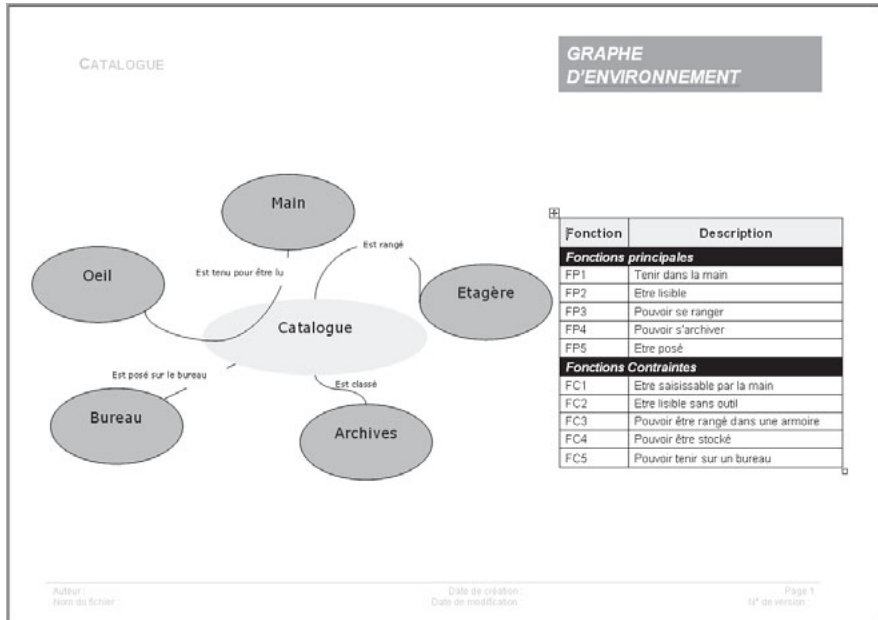 CATALOGUE
GRAPHE
D'ENVIRONNEMENT
Main
Est rangé
Oeil
Est tenu pour être lu
Etagère
Catalogue
Est posé sur le bureau
Est classé
Bureau
Archives
Fonction Description
Fonctions principales
FP1 Tenir dans la main
FP2 Etre lisible
FP3 Pouvoir se ranger
FP4 Pouvoir s'archiver
FP5 Etre posé
Fonctions Contraintes
FC1 Etre saisissable par la main
FC2 Etre lisible sans outil
FC3 Pouvoir être rangé dans une armoire
FC4 Pouvoir être stocké
FC5 Pouvoir tenir sur un bureau
Auteur : Date de création : Page 1
Nom du fichier : Date de modification : N° de version :